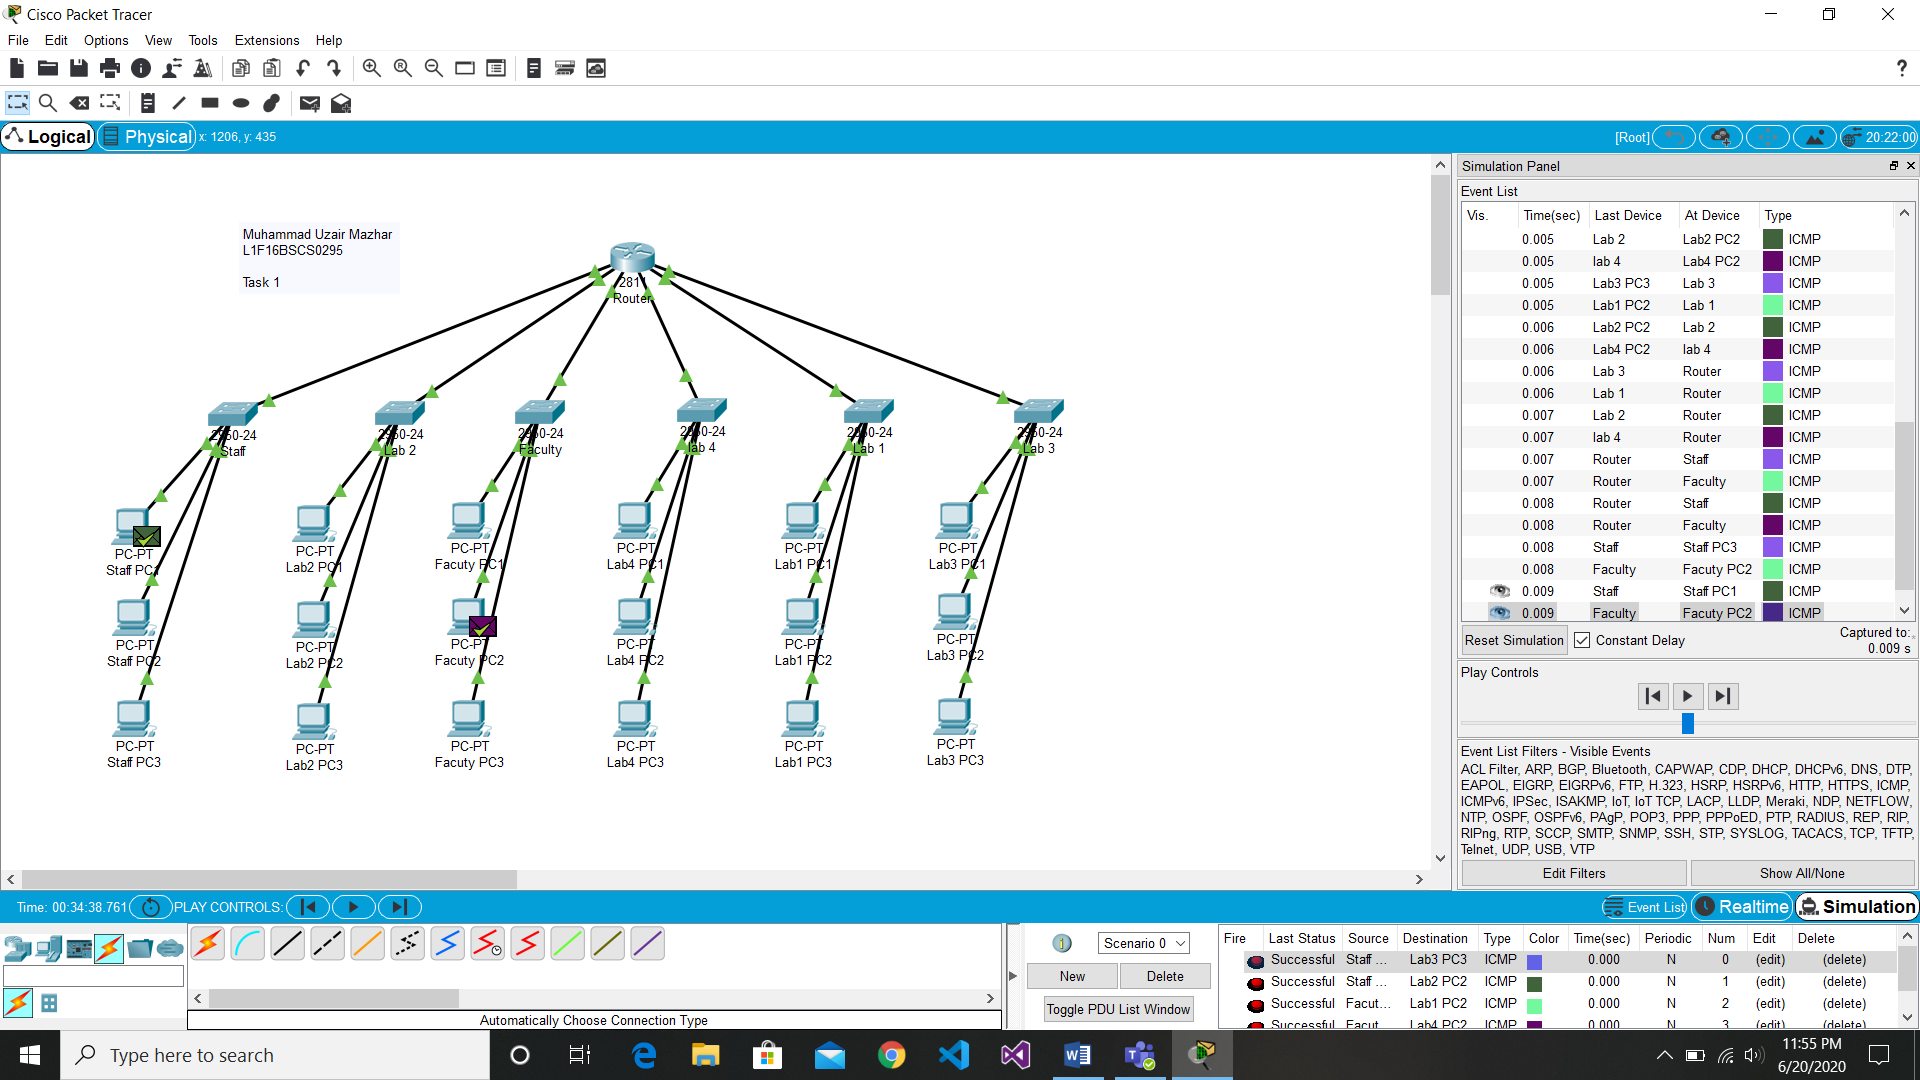 Cisco Packet Tracer
File Edit Options View Tools Extensions Help
Logical Physical x: 1206, y: 435 [Root] 20:22:00
Muhammad Uzair Mazhar
L1F16BSCS0295
Task 1
Router
Staff
Lab 2
Faculty
lab 4
Lab 1
Lab 3
PC-PT
Staff PC1
PC-PT
Lab2 PC1
PC-PT
Facuty PC1
PC-PT
Lab4 PC1
PC-PT
Lab1 PC1
PC-PT
Lab3 PC1
PC-PT
Staff PC2
PC-PT
Lab2 PC2
PC-PT
Facuty PC2
PC-PT
Lab4 PC2
PC-PT
Lab1 PC2
PC-PT
Lab3 PC2
PC-PT
Staff PC3
PC-PT
Lab2 PC3
PC-PT
Facuty PC3
PC-PT
Lab4 PC3
PC-PT
Lab1 PC3
PC-PT
Lab3 PC3
Simulation Panel
Event List
Vis. Time(sec) Last Device At Device Type
0.005 Lab 2 Lab2 PC2 ICMP
0.005 lab 4 Lab4 PC2 ICMP
0.005 Lab3 PC3 Lab 3 ICMP
0.005 Lab1 PC2 Lab 1 ICMP
0.006 Lab2 PC2 Lab 2 ICMP
0.006 Lab4 PC2 lab 4 ICMP
0.006 Lab 3 Router ICMP
0.006 Lab 1 Router ICMP
0.007 Lab 2 Router ICMP
0.007 lab 4 Router ICMP
0.007 Router Staff ICMP
0.007 Router Faculty ICMP
0.008 Router Staff ICMP
0.008 Router Faculty ICMP
0.008 Staff Staff PC3 ICMP
0.008 Faculty Facuty PC2 ICMP
0.009 Staff Staff PC1 ICMP
0.009 Faculty Facuty PC2 ICMP
Reset Simulation Constant Delay Captured to:
0.009 s
Play Controls
Event List Filters - Visible Events
ACL Filter, ARP, BGP, Bluetooth, CAPWAP, CDP, DHCP, DHCPv6, DNS, DTP,
EAPOL, EIGRP, EIGRPv6, FTP, H.323, HSRP, HSRPv6, HTTP, HTTPS, ICMP,
ICMPv6, IPSec, ISAKMP, IoT, IoT TCP, LACP, LLDP, Meraki, NDP, NETFLOW,
NTP, OSPF, OSPFv6, PAgP, POP3, PPP, PPPoED, PTP, RADIUS, REP, RIP,
RIPng, RTP, SCCP, SMTP, SNMP, SSH, STP, SYSLOG, TACACS, TCP, TFTP,
Telnet, UDP, USB, VTP
Edit Filters Show All/None
Time: 00:34:38.761 PLAY CONTROLS: Event List Realtime Simulation
Automatically Choose Connection Type
Scenario 0
New Delete
Toggle PDU List Window
Fire Last Status Source Destination Type Color Time(sec) Periodic Num Edit Delete
Successful Staff ... Lab3 PC3 ICMP 0.000 N 0 (edit) (delete)
Successful Staff ... Lab2 PC2 ICMP 0.000 N 1 (edit) (delete)
Successful Facut... Lab1 PC2 ICMP 0.000 N 2 (edit) (delete)
Successful Facut... Lab4 PC2 ICMP 0.000 N 3 (edit) (delete)
Type here to search
11:55 PM
6/20/2020